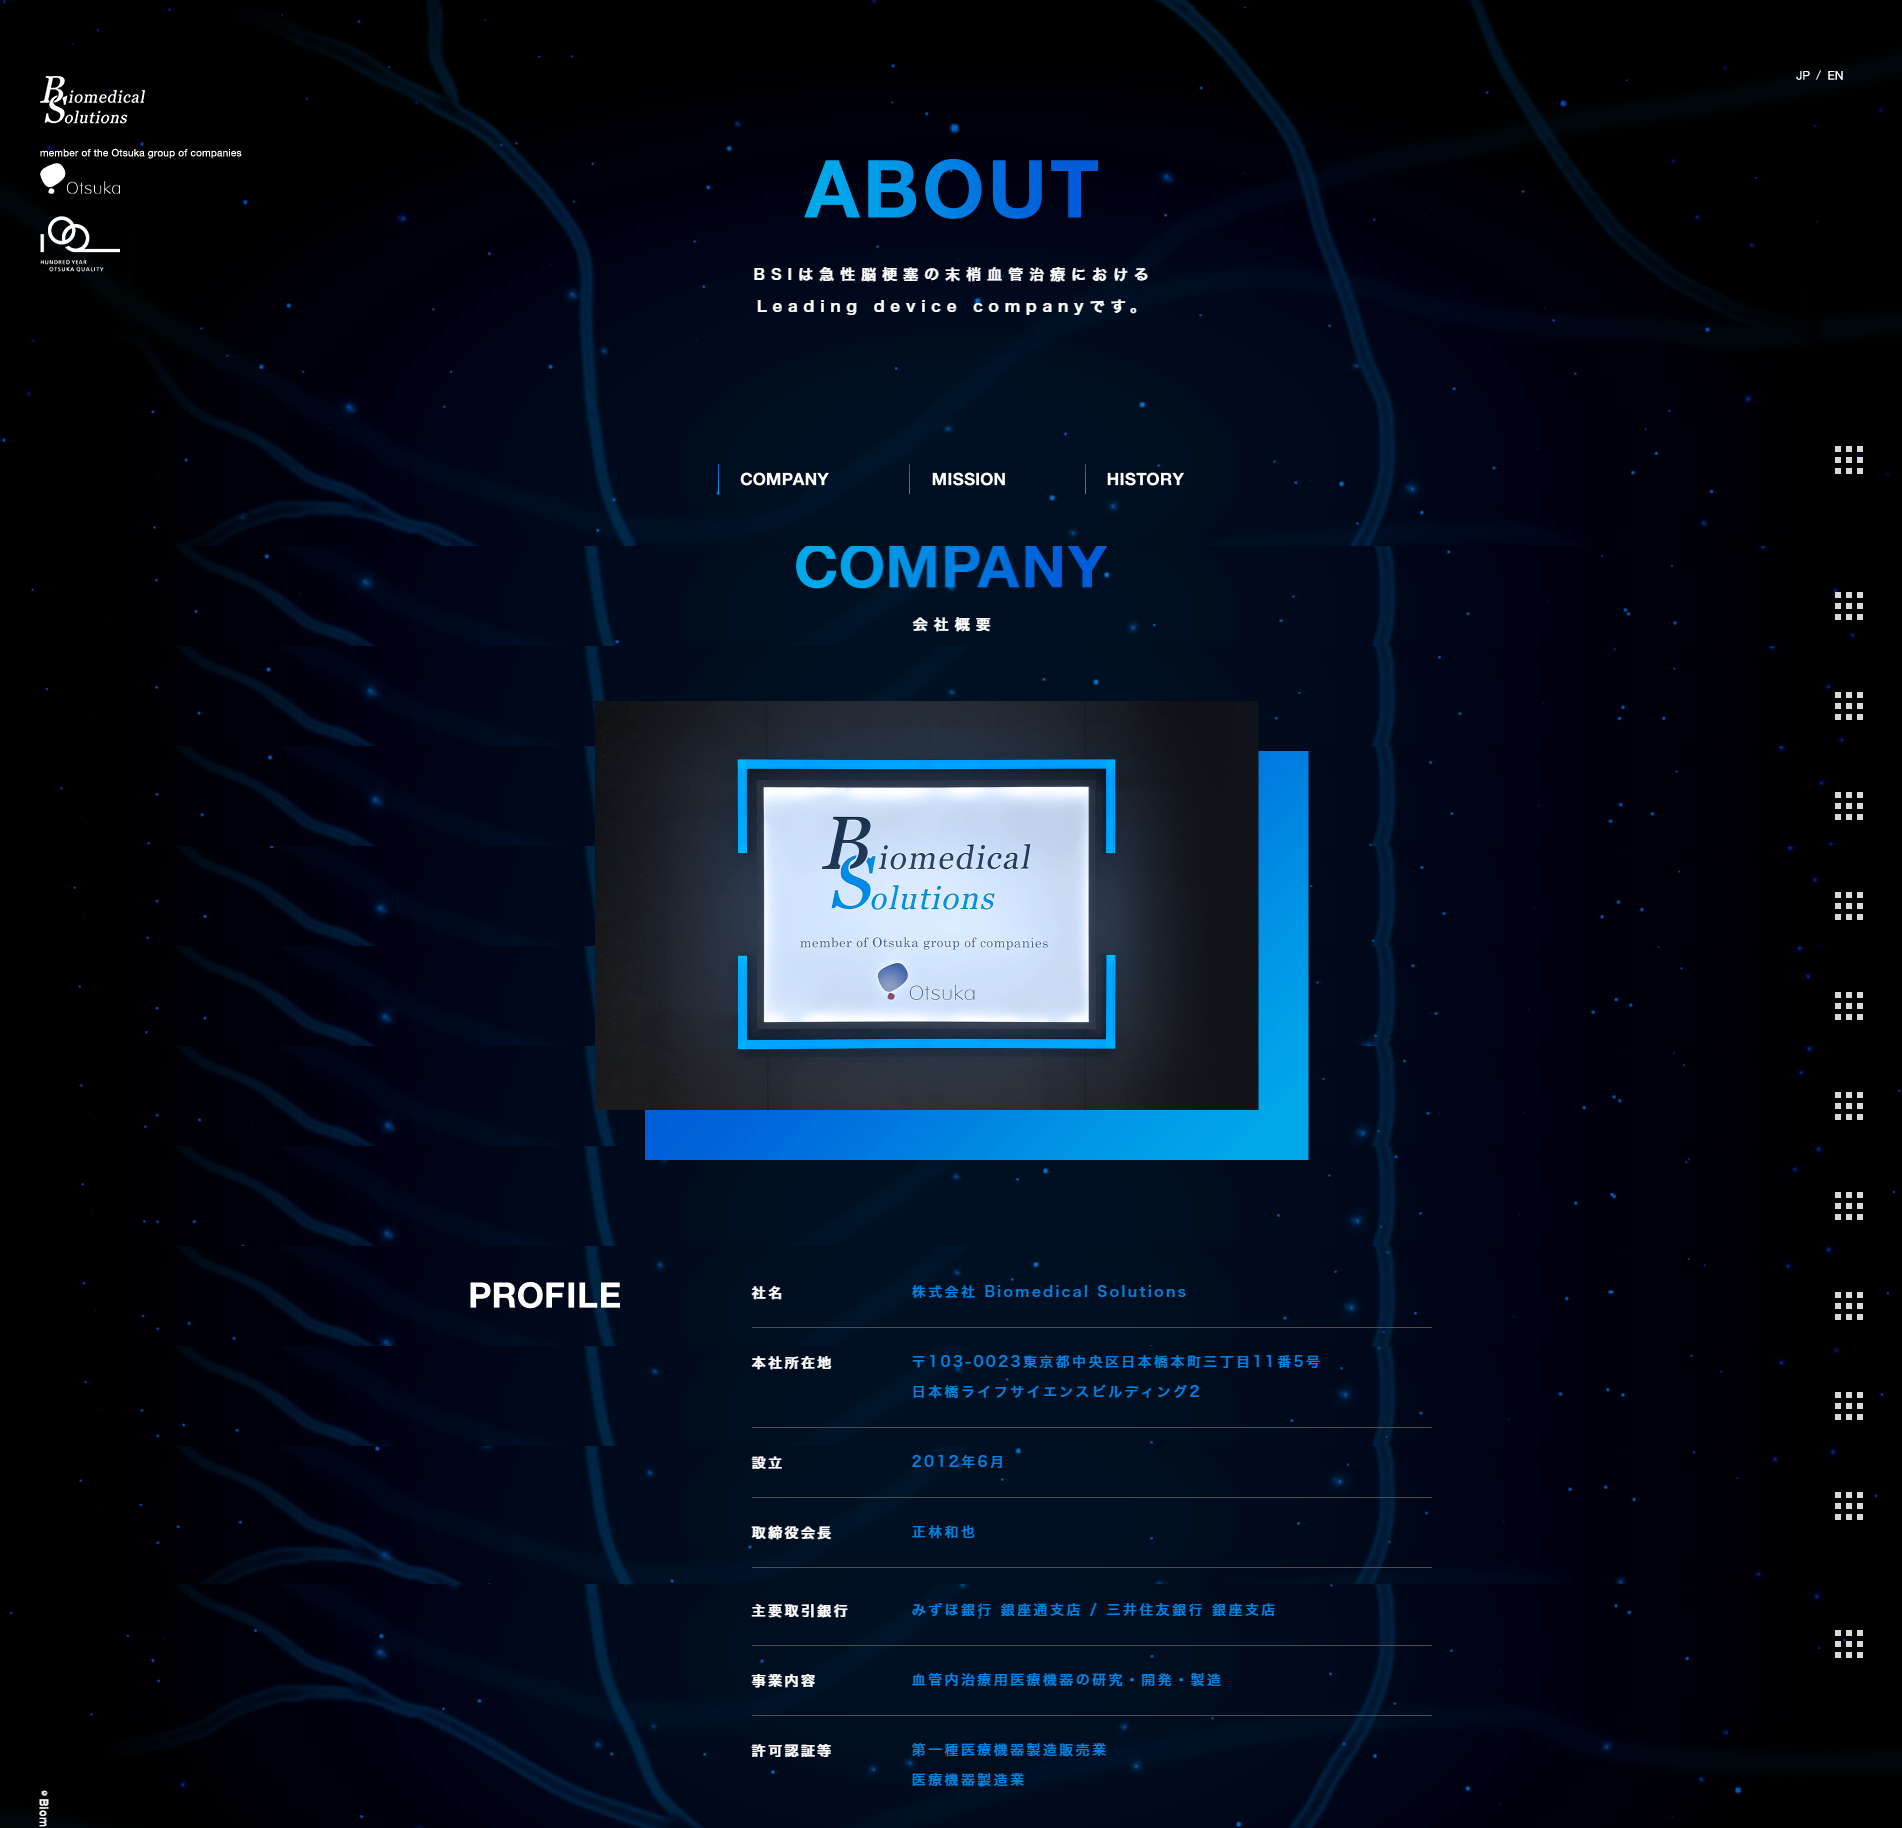 Biomedical
Solutions
member of the Otsuka group of companies
Otsuka
100
HUNDRED YEAR
OTSUKA QUALITY
JP / EN
ABOUT
BSIは急性脳梗塞の末梢血管治療における
Leading device companyです。
COMPANY
MISSION
HISTORY
COMPANY
会社概要
Biomedical
Solutions
member of Otsuka group of companies
Otsuka
PROFILE
社名
株式会社 Biomedical Solutions
本社所在地
〒103-0023東京都中央区日本橋本町三丁目11番5号
日本橋ライフサイエンスビルディング2
設立
2012年6月
取締役会長
正林和也
主要取引銀行
みずほ銀行 銀座通支店 / 三井住友銀行 銀座支店
事業内容
血管内治療用医療機器の研究・開発・製造
許可認証等
第一種医療機器製造販売業
医療機器製造業
© Biom